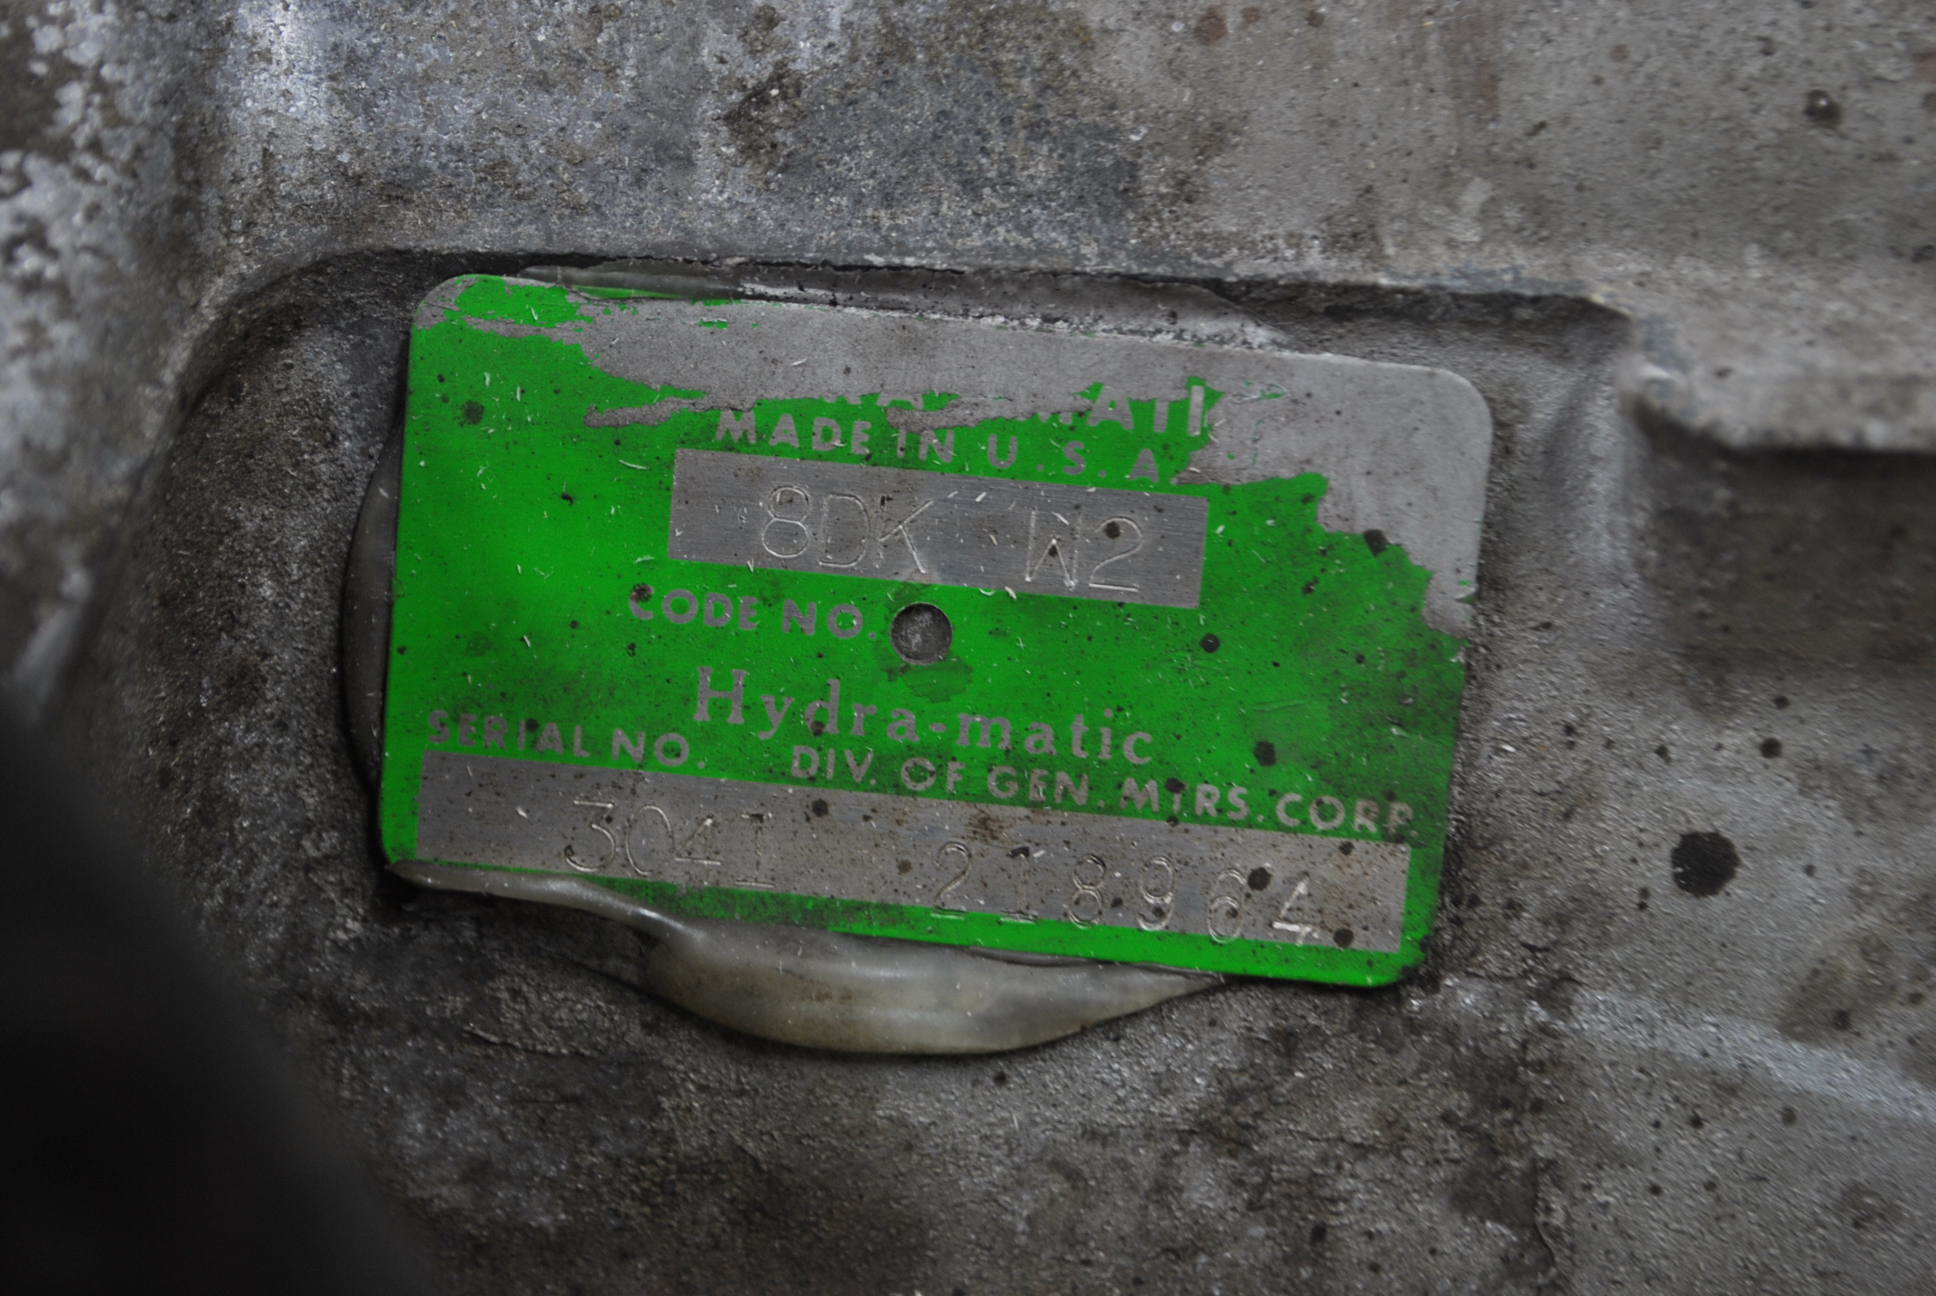 MADE IN U.S.A.
8DK W2
CODE NO.
Hydra-matic
SERIAL NO. DIV. OF GEN. MTRS. CORP.
3041 218964